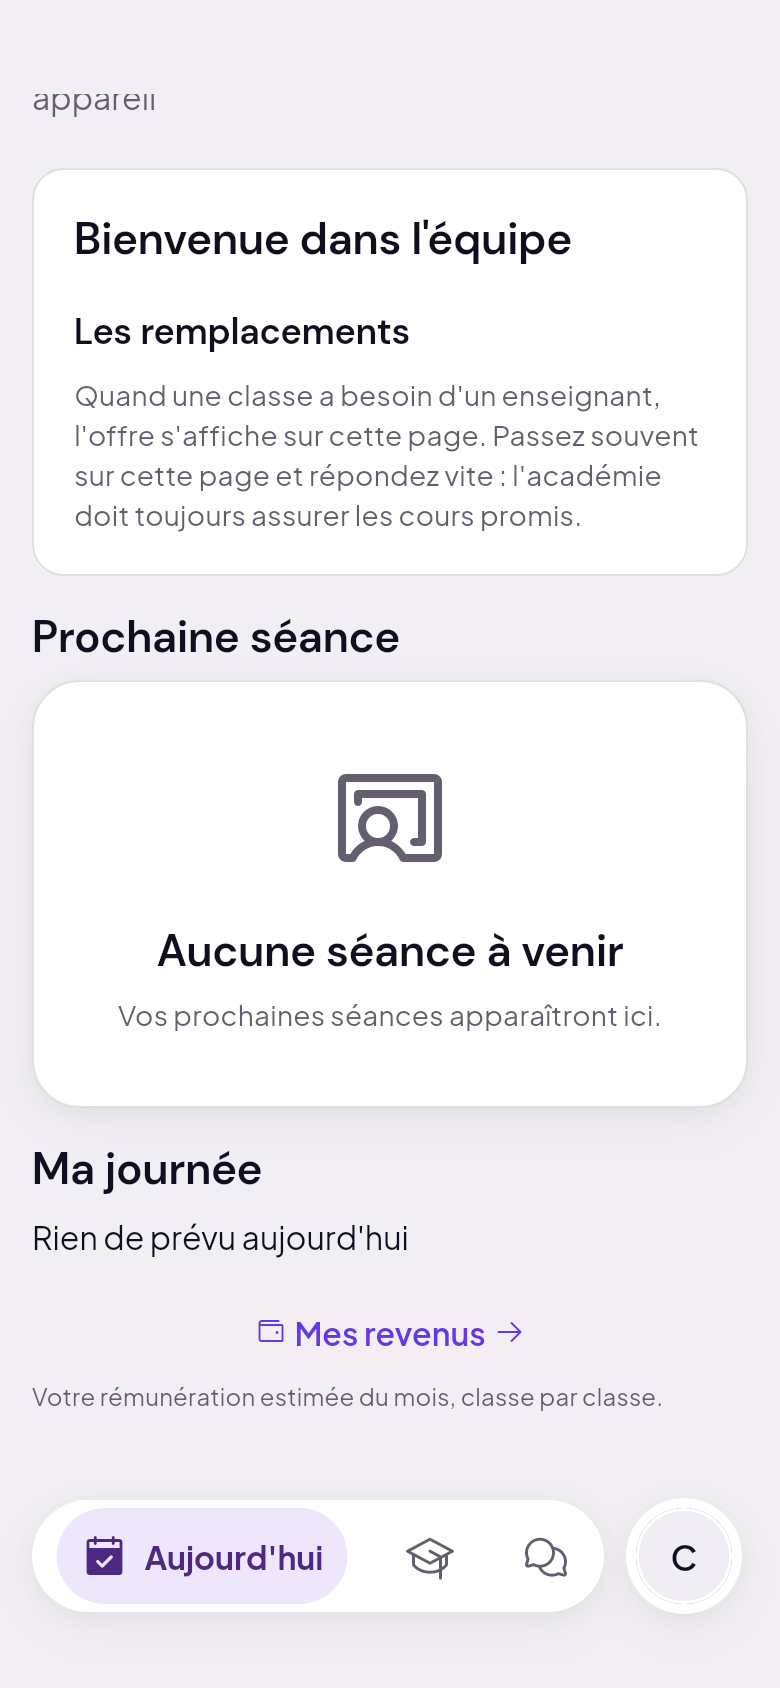 appareil
Bienvenue dans l'équipe
Les remplacements
Quand une classe a besoin d'un enseignant,
l'offre s'affiche sur cette page. Passez souvent
sur cette page et répondez vite : l'académie
doit toujours assurer les cours promis.
Prochaine séance
Aucune séance à venir
Vos prochaines séances apparaîtront ici.
Ma journée
Rien de prévu aujourd'hui
Mes revenus
Votre rémunération estimée du mois, classe par classe.
Aujourd'hui
C